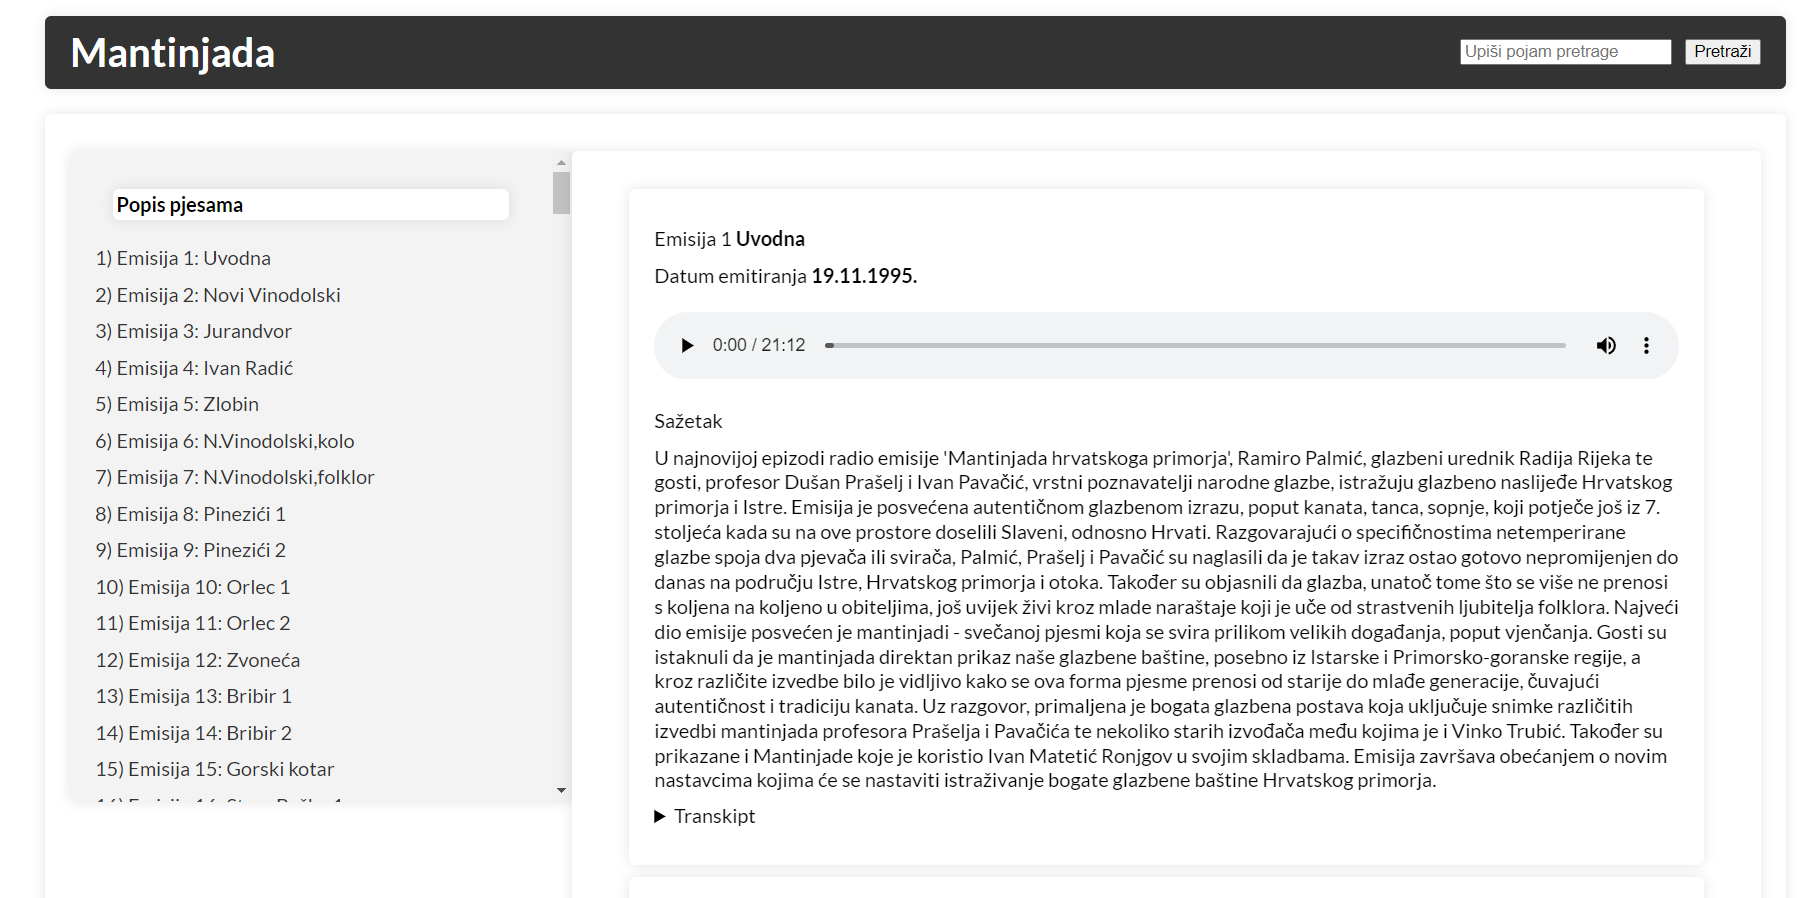 Mantinjada
Upiši pojam pretrage
Pretraži
Popis pjesama
1) Emisija 1: Uvodna
2) Emisija 2: Novi Vinodolski
3) Emisija 3: Jurandvor
4) Emisija 4: Ivan Radić
5) Emisija 5: Zlobin
6) Emisija 6: N.Vinodolski,kolo
7) Emisija 7: N.Vinodolski,folklor
8) Emisija 8: Pinezići 1
9) Emisija 9: Pinezići 2
10) Emisija 10: Orlec 1
11) Emisija 11: Orlec 2
12) Emisija 12: Zvoneća
13) Emisija 13: Bribir 1
14) Emisija 14: Bribir 2
15) Emisija 15: Gorski kotar
Emisija 1 Uvodna
Datum emitiranja 19.11.1995.
0:00 / 21:12
Sažetak
U najnovijoj epizodi radio emisije 'Mantinjada hrvatskoga primorja', Ramiro Palmić, glazbeni urednik Radija Rijeka te
gosti, profesor Dušan Prašelj i Ivan Pavačić, vrstni poznavatelji narodne glazbe, istražuju glazbeno naslijeđe Hrvatskog
primorja i Istre. Emisija je posvećena autentičnom glazbenom izrazu, poput kanata, tanca, sopnje, koji potječe još iz 7.
stoljeća kada su na ove prostore doselili Slaveni, odnosno Hrvati. Razgovarajući o specifičnostima netemperirane
glazbe spoja dva pjevača ili svirača, Palmić, Prašelj i Pavačić su naglasili da je takav izraz ostao gotovo nepromijenjen do
danas na području Istre, Hrvatskog primorja i otoka. Također su objasnili da glazba, unatoč tome što se više ne prenosi
s koljena na koljeno u obiteljima, još uvijek živi kroz mlade naraštaje koji je uče od strastvenih ljubitelja folklora. Najveći
dio emisije posvećen je mantinjadi - svečanoj pjesmi koja se svira prilikom velikih događanja, poput vjenčanja. Gosti su
istaknuli da je mantinjada direktan prikaz naše glazbene baštine, posebno iz Istarske i Primorsko-goranske regije, a
kroz različite izvedbe bilo je vidljivo kako se ova forma pjesme prenosi od starije do mlađe generacije, čuvajući
autentičnost i tradiciju kanata. Uz razgovor, primaljena je bogata glazbena postava koja uključuje snimke različitih
izvedbi mantinjada profesora Prašelja i Pavačića te nekoliko starih izvođača među kojima je i Vinko Trubić. Također su
prikazane i Mantinjade koje je koristio Ivan Matetić Ronjgov u svojim skladbama. Emisija završava obećanjem o novim
nastavcima kojima će se nastaviti istraživanje bogate glazbene baštine Hrvatskog primorja.
Transkipt